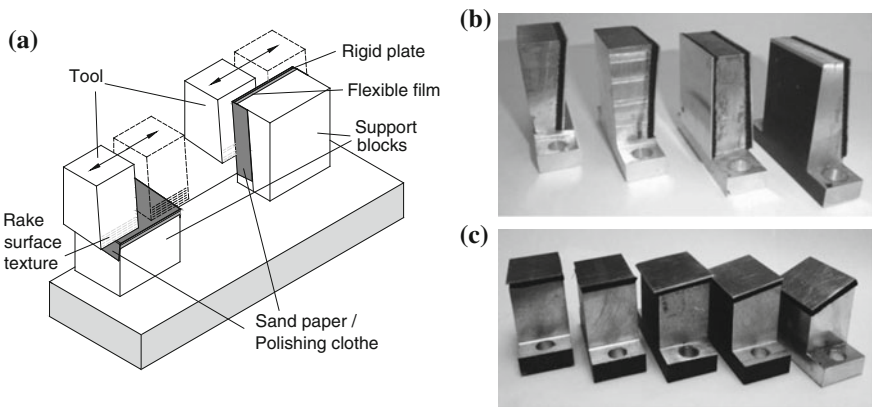 (a)
Tool
Rigid plate
Flexible film
Support
blocks
Rake
surface
texture
Sand paper /
Polishing clothe
(b)
(c)